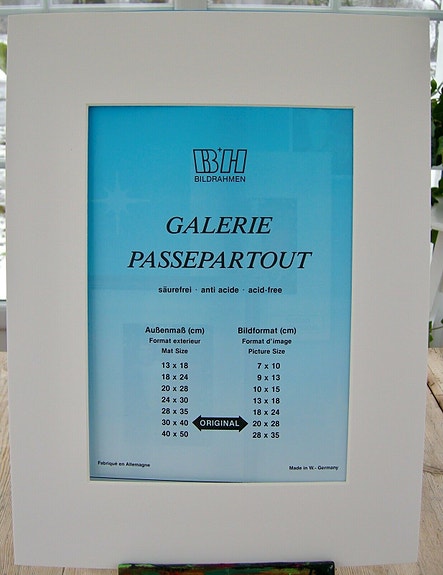 B+H
BILDRAHMEN
GALERIE
PASSEPARTOUT
säurefrei · anti acide · acid-free
Außenmaß (cm) Bildformat (cm)
Format exterieur Format d'image
Mat Size Picture Size
13 x 18 7 x 10
18 x 24 9 x 13
20 x 28 10 x 15
24 x 30 13 x 18
28 x 35 18 x 24
30 x 40 ORIGINAL 20 x 28
40 x 50 28 x 35
Fabriqué en Allemagne Made in W.- Germany